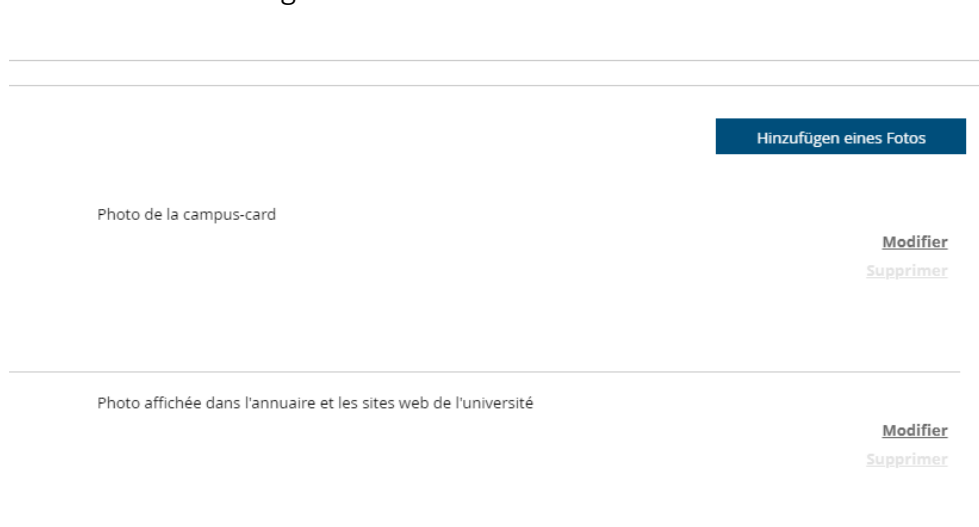 Hinzufügen eines Fotos
Photo de la campus-card
Modifier
Supprimer
Photo affichée dans l'annuaire et les sites web de l'université
Modifier
Supprimer